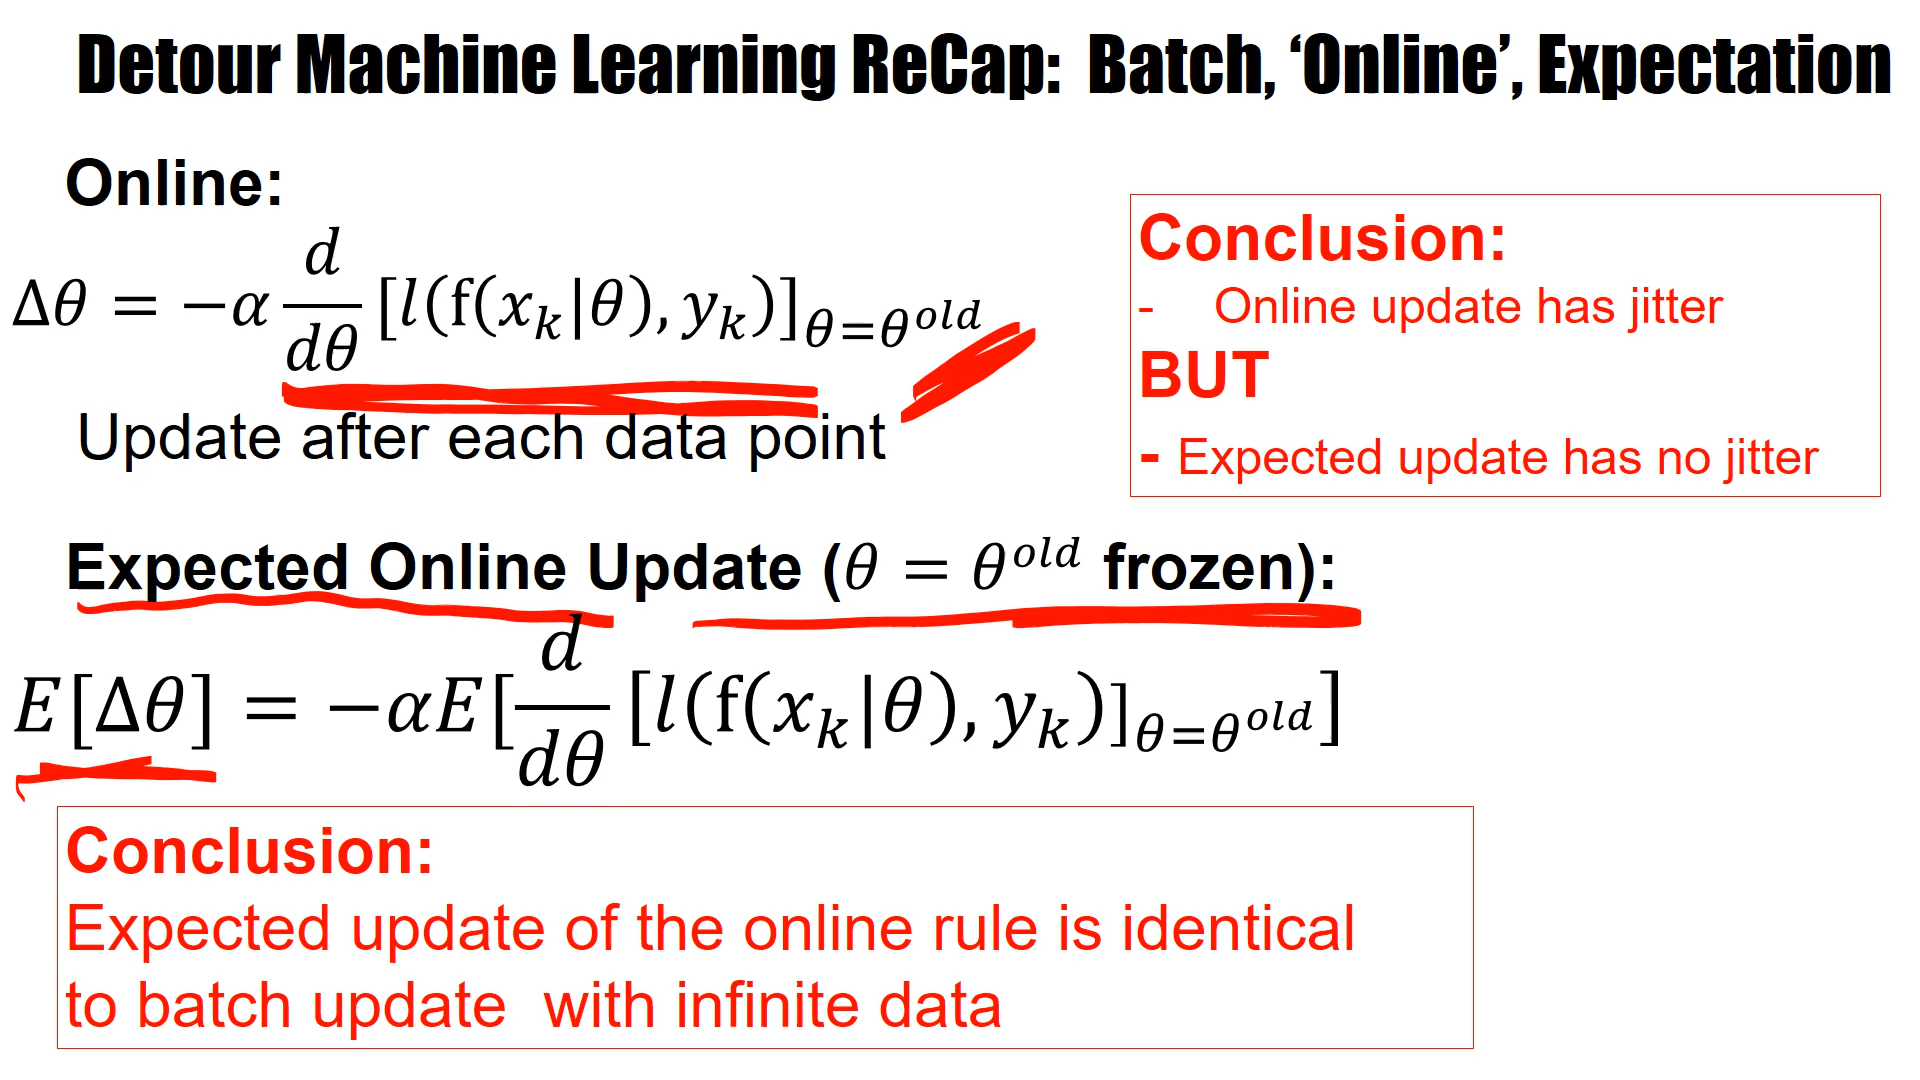 Detour Machine Learning ReCap: Batch, ‘Online’, Expectation
Online:
Δθ = −α d/dθ [l(f(x_k|θ), y_k)]_{θ=θ^{old}}
Update after each data point
Conclusion:
- Online update has jitter
BUT
- Expected update has no jitter
Expected Online Update (θ = θ^{old} frozen):
E[Δθ] = −αE[d/dθ [l(f(x_k|θ), y_k)]_{θ=θ^{old}}]
Conclusion:
Expected update of the online rule is identical
to batch update with infinite data